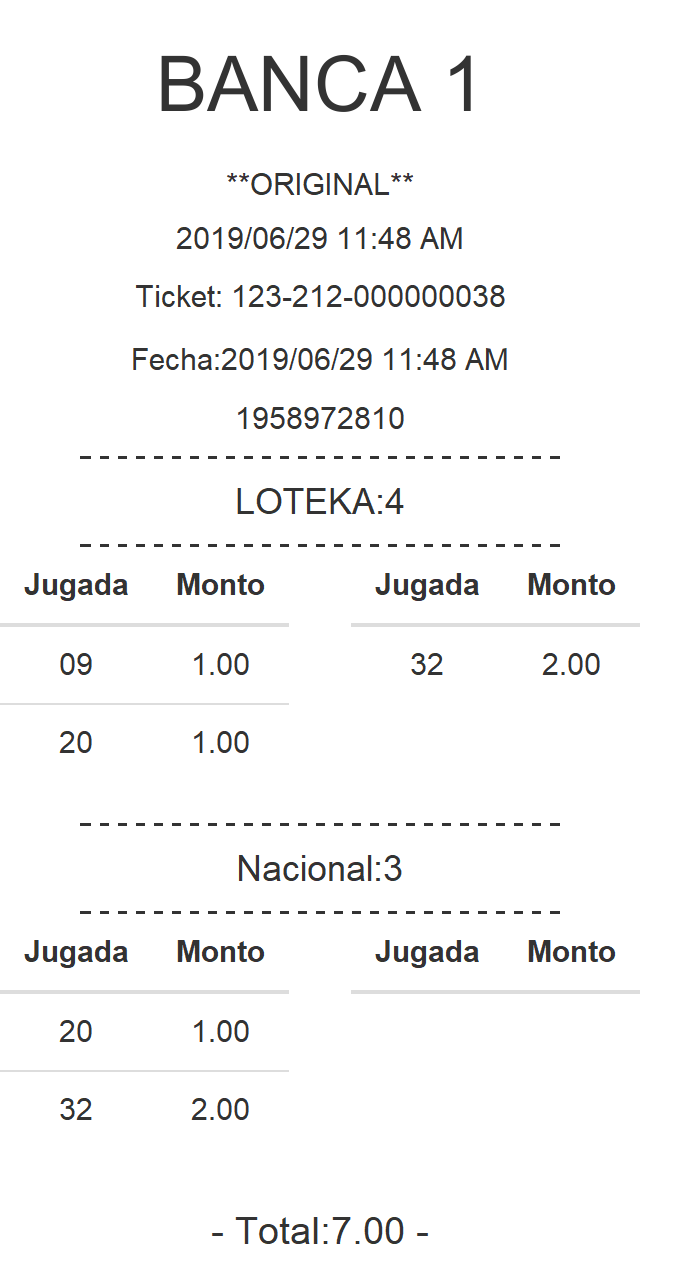 BANCA 1
**ORIGINAL**
2019/06/29 11:48 AM
Ticket: 123-212-000000038
Fecha:2019/06/29 11:48 AM
1958972810
---------------------------
LOTEKA:4
---------------------------
Jugada Monto Jugada Monto
09 1.00 32 2.00
20 1.00
---------------------------
Nacional:3
---------------------------
Jugada Monto Jugada Monto
20 1.00
32 2.00
- Total:7.00 -